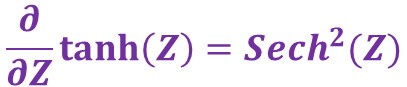 ∂/∂Z tanh(Z) = Sech²(Z)